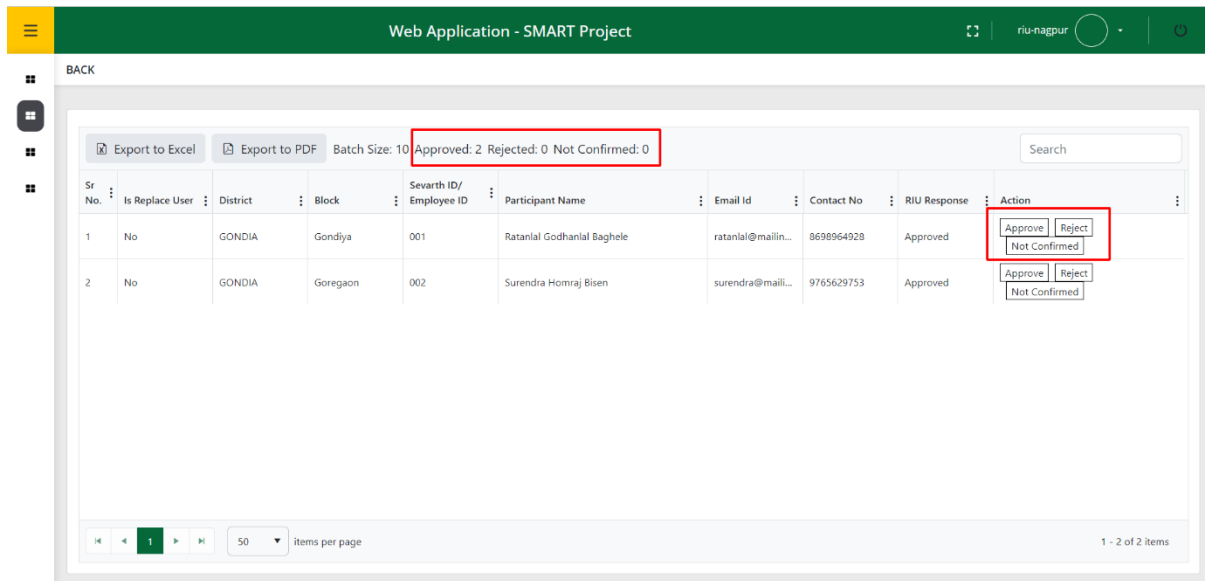 Web Application - SMART Project
riu-nagpur
BACK
Export to Excel Export to PDF Batch Size: 10 Approved: 2 Rejected: 0 Not Confirmed: 0 Search
Sr No. Is Replace User District Block Sevarth ID/ Employee ID Participant Name Email Id Contact No RIU Response Action
1 No GONDIA Gondiya 001 Ratanlal Godhanlal Baghele ratanlal@mailin... 8698964928 Approved Approve Reject
Not Confirmed
2 No GONDIA Goregaon 002 Surendra Homraj Bisen surendra@maili... 9765629753 Approved Approve Reject
Not Confirmed
1 50 items per page 1 - 2 of 2 items